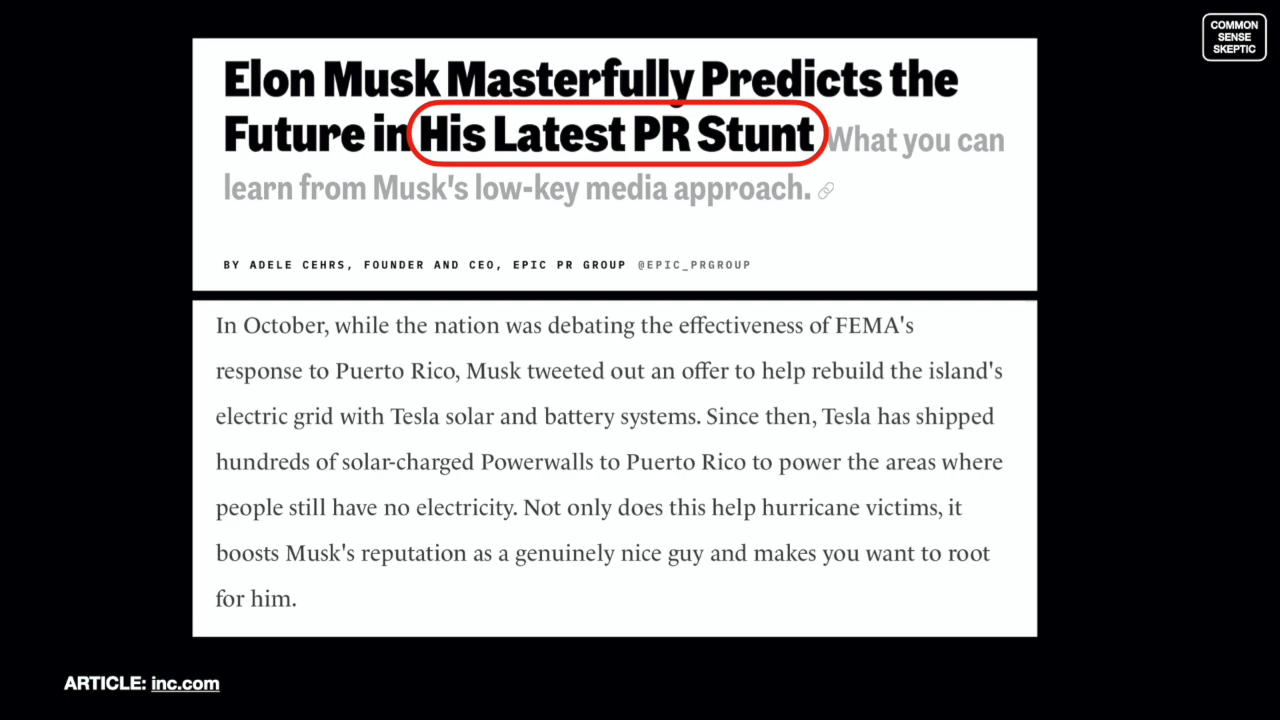 COMMON
SENSE
SKEPTIC
Elon Musk Masterfully Predicts the
Future in His Latest PR Stunt What you can
learn from Musk's low-key media approach.
BY ADELE CEHRS, FOUNDER AND CEO, EPIC PR GROUP @EPIC_PRGROUP
In October, while the nation was debating the effectiveness of FEMA's
response to Puerto Rico, Musk tweeted out an offer to help rebuild the island's
electric grid with Tesla solar and battery systems. Since then, Tesla has shipped
hundreds of solar-charged Powerwalls to Puerto Rico to power the areas where
people still have no electricity. Not only does this help hurricane victims, it
boosts Musk's reputation as a genuinely nice guy and makes you want to root
for him.
ARTICLE: inc.com